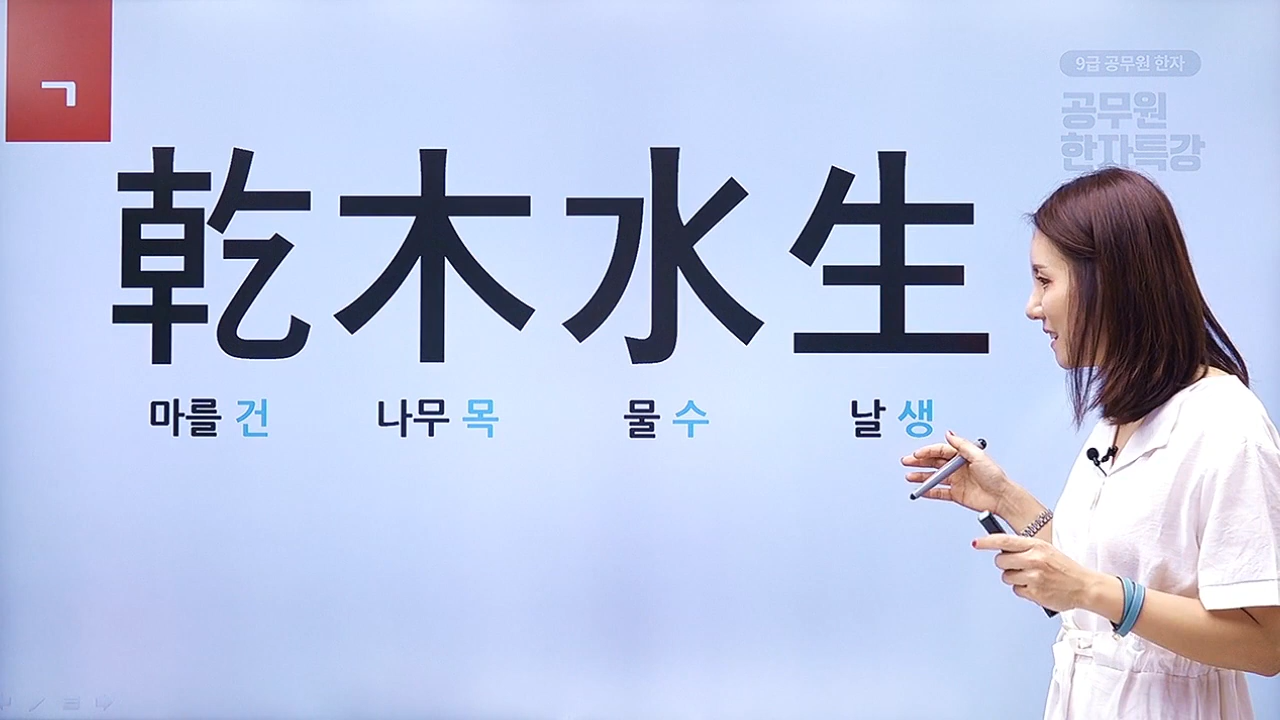 ㄱ
9급 공무원 한자
공무원
한자특강
乾木水生
마를 건 나무 목 물 수 날 생